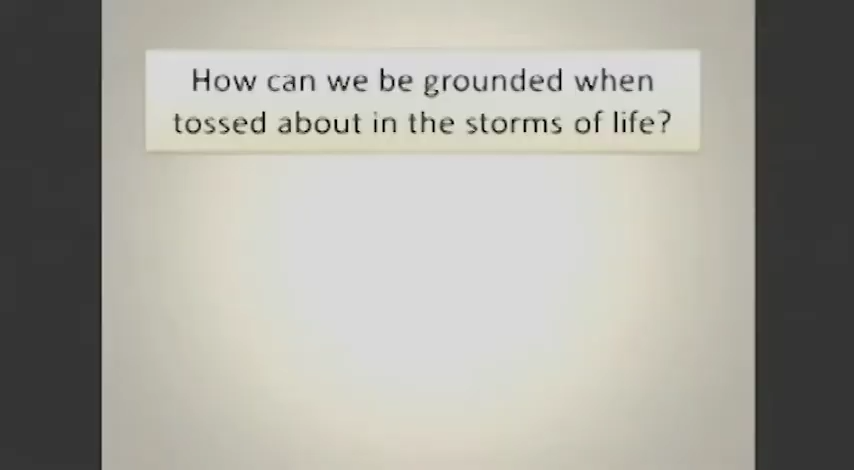 How can we be grounded when
tossed about in the storms of life?